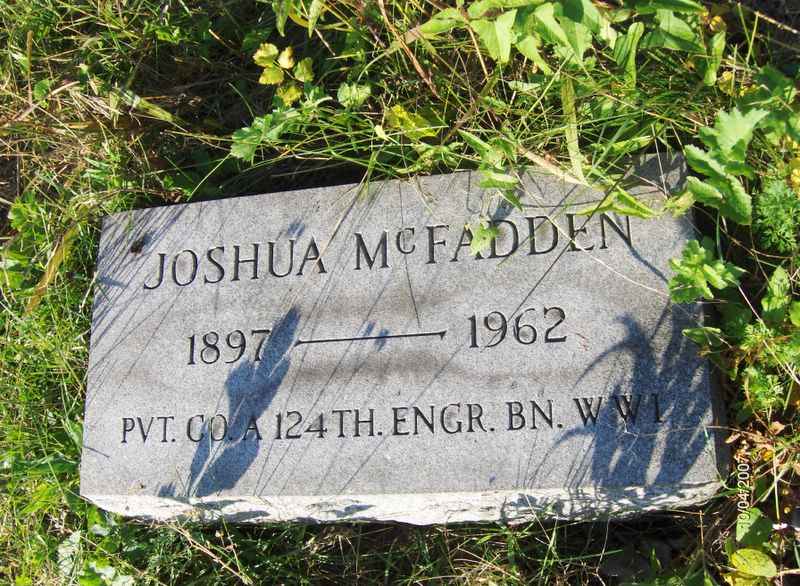 JOSHUA McFADDEN
1897 — 1962
PVT. CO. A 124TH. ENGR. BN. WWI